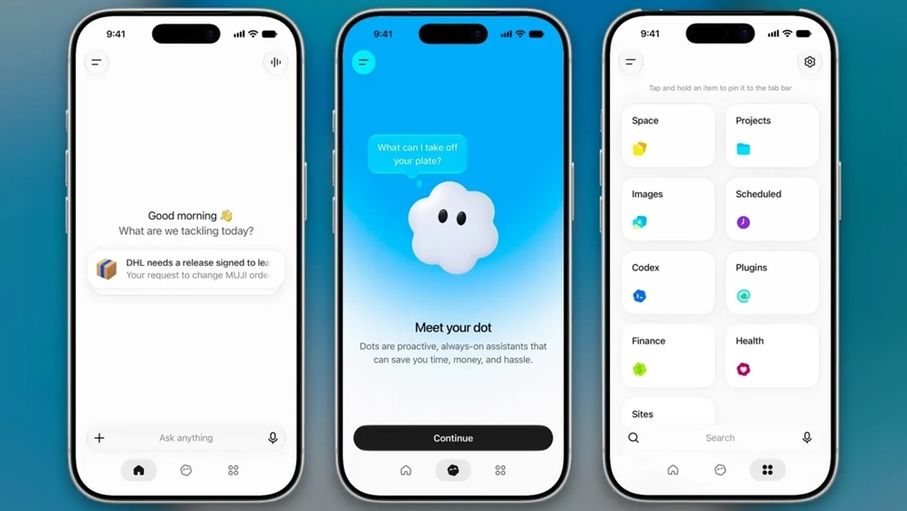 9:41
Good morning 👋
What are we tackling today?
DHL needs a release signed to lea
Your request to change MUJI orde
Ask anything
9:41
What can I take off
your plate?
Meet your dot
Dots are proactive, always-on assistants that
can save you time, money, and hassle.
Continue
9:41
Tap and hold an item to pin it to the tab bar
Space
Projects
Images
Scheduled
Codex
Plugins
Finance
Health
Sites
Search